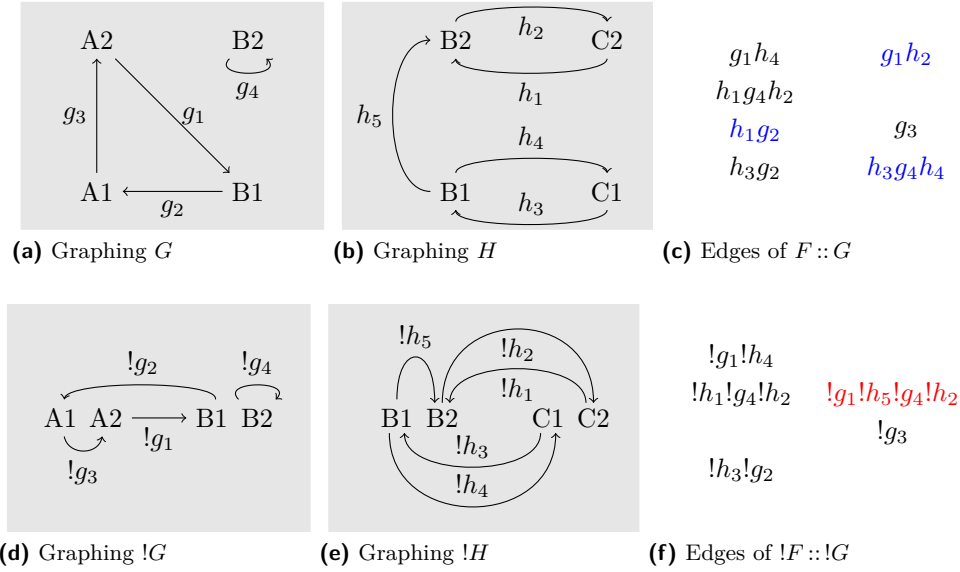 A2
B2
g4
g3
g1
A1
B1
g2
(a) Graphing G
B2
C2
h2
h1
h5
h4
B1
C1
h3
(b) Graphing H
g1h4 g1h2
h1g4h2
h1g2 g3
h3g2 h3g4h4
(c) Edges of F :: G
!g2 !g4
A1 A2 B1 B2
!g1
!g3
(d) Graphing !G
!h5
!h2
!h1
B1 B2 C1 C2
!h3
!h4
(e) Graphing !H
!g1!h4
!h1!g4!h2 !g1!h5!g4!h2
!g3
!h3!g2
(f) Edges of !F :: !G